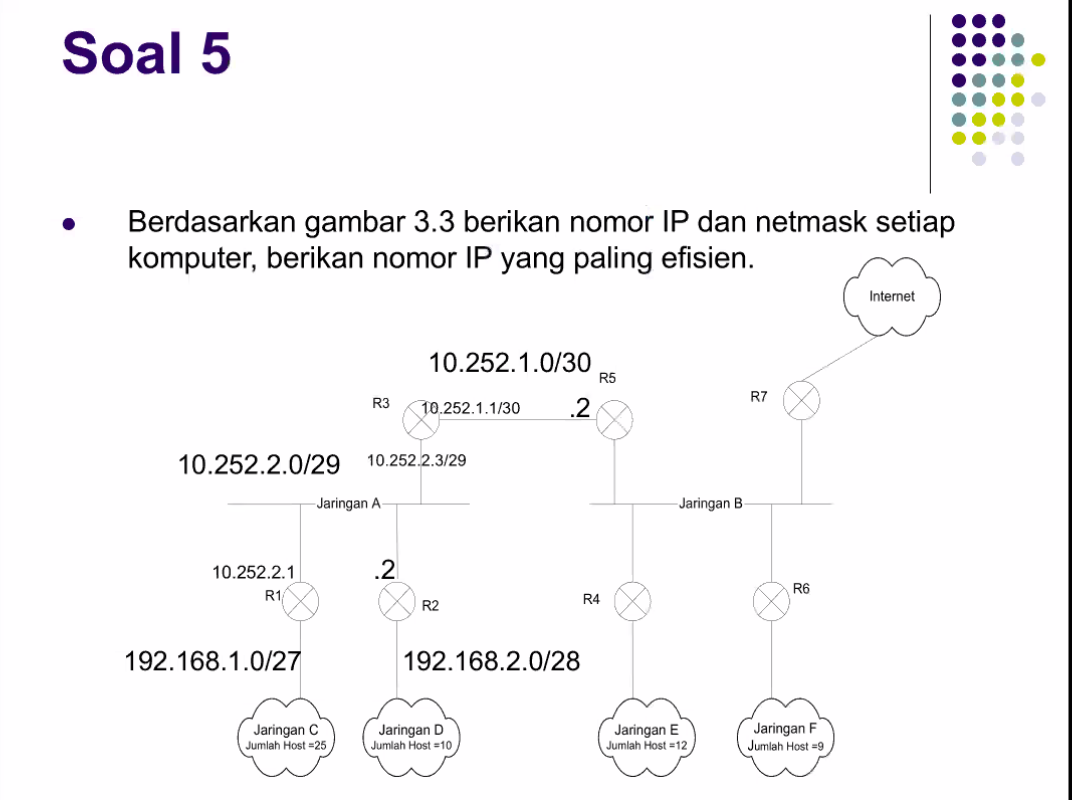 Soal 5
Berdasarkan gambar 3.3 berikan nomor IP dan netmask setiap
komputer, berikan nomor IP yang paling efisien.
Internet
10.252.1.0/30
R5
R7
R3
10.252.1.1/30
.2
10.252.2.0/29
10.252.2.3/29
Jaringan A
Jaringan B
10.252.2.1
.2
R1
R2
R4
R6
192.168.1.0/27
192.168.2.0/28
Jaringan C
Jumlah Host =25
Jaringan D
Jumlah Host =10
Jaringan E
Jumlah Host =12
Jaringan F
Jumlah Host =9